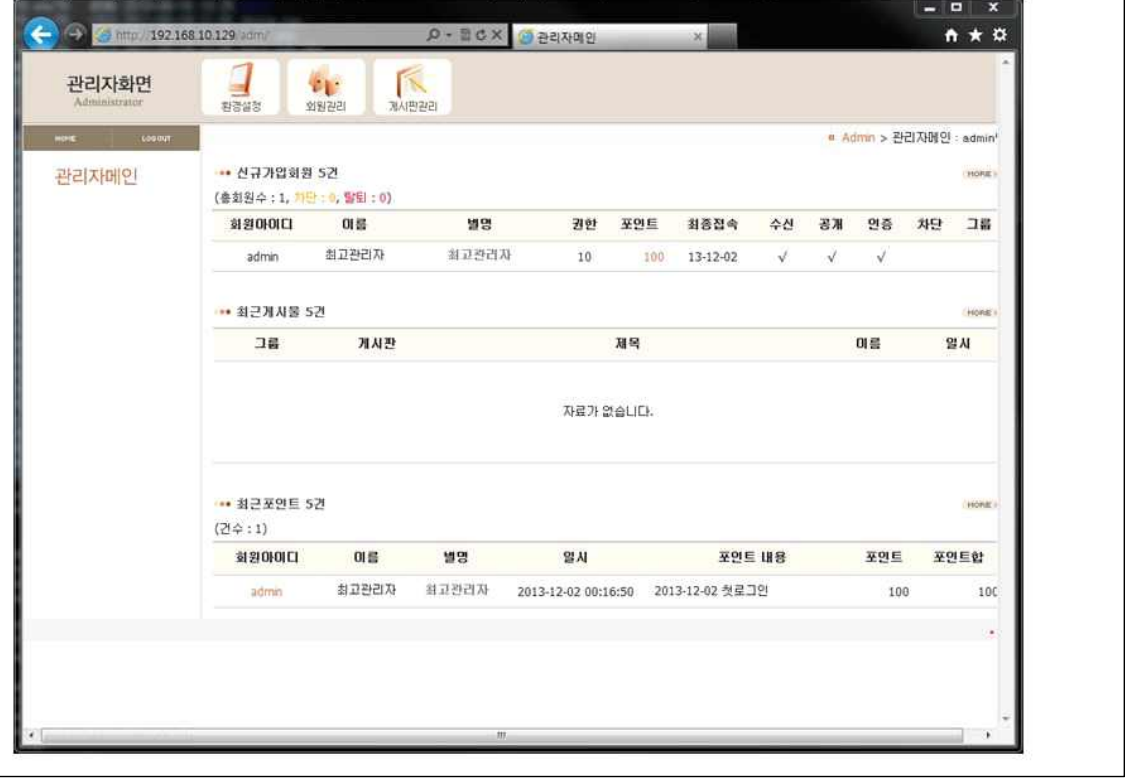 http://192.168.10.129/adm/
관리자메인
관리자화면
Administrator
환경설정 회원관리 게시판관리
HOME LOGOUT
« Admin > 관리자메인 : admin'
관리자메인
신규가입회원 5건
MORE
(총회원수 : 1, 차단 : 0, 탈퇴 : 0)
회원아이디 이름 별명 권한 포인트 최종접속 수신 공개 인증 차단 그룹
admin 최고관리자 최고관리자 10 100 13-12-02 √ √ √
최근게시물 5건
MORE
그룹 게시판 제목 이름 일시
자료가 없습니다.
최근포인트 5건
MORE
(건수 : 1)
회원아이디 이름 별명 일시 포인트 내용 포인트 포인트합
admin 최고관리자 최고관리자 2013-12-02 00:16:50 2013-12-02 첫로그인 100 100